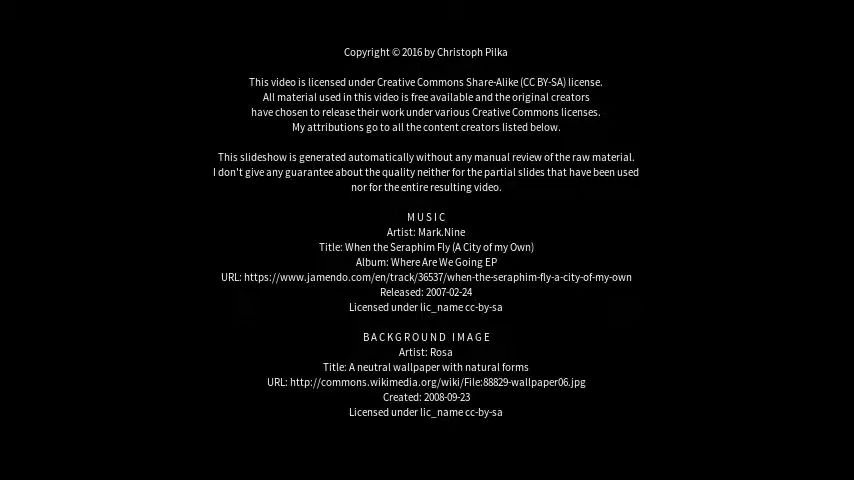 Copyright © 2016 by Christoph Pilka
This video is licensed under Creative Commons Share-Alike (CC BY-SA) license.
All material used in this video is free available and the original creators
have chosen to release their work under various Creative Commons licenses.
My attributions go to all the content creators listed below.
This slideshow is generated automatically without any manual review of the raw material.
I don't give any guarantee about the quality neither for the partial slides that have been used
nor for the entire resulting video.
MUSIC
Artist: Mark.Nine
Title: When the Seraphim Fly (A City of my Own)
Album: Where Are We Going EP
URL: https://www.jamendo.com/en/track/36537/when-the-seraphim-fly-a-city-of-my-own
Released: 2007-02-24
Licensed under lic_name cc-by-sa
BACKGROUND IMAGE
Artist: Rosa
Title: A neutral wallpaper with natural forms
URL: http://commons.wikimedia.org/wiki/File:88829-wallpaper06.jpg
Created: 2008-09-23
Licensed under lic_name cc-by-sa